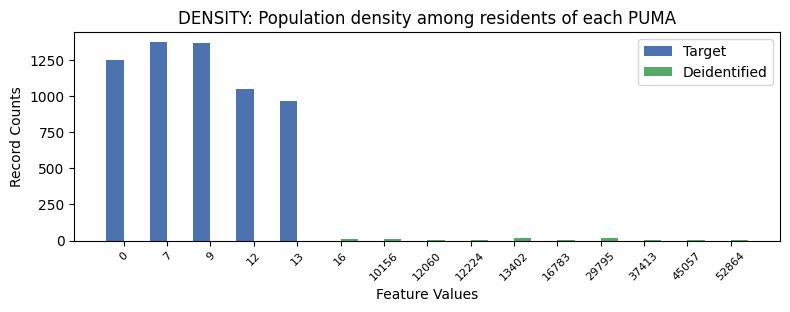 DENSITY: Population density among residents of each PUMA
Target
Deidentified
Record Counts
1250
1000
750
500
250
0
0 7 9 12 13 16 10156 12060 12224 13402 16783 29795 37413 45057 52864
Feature Values